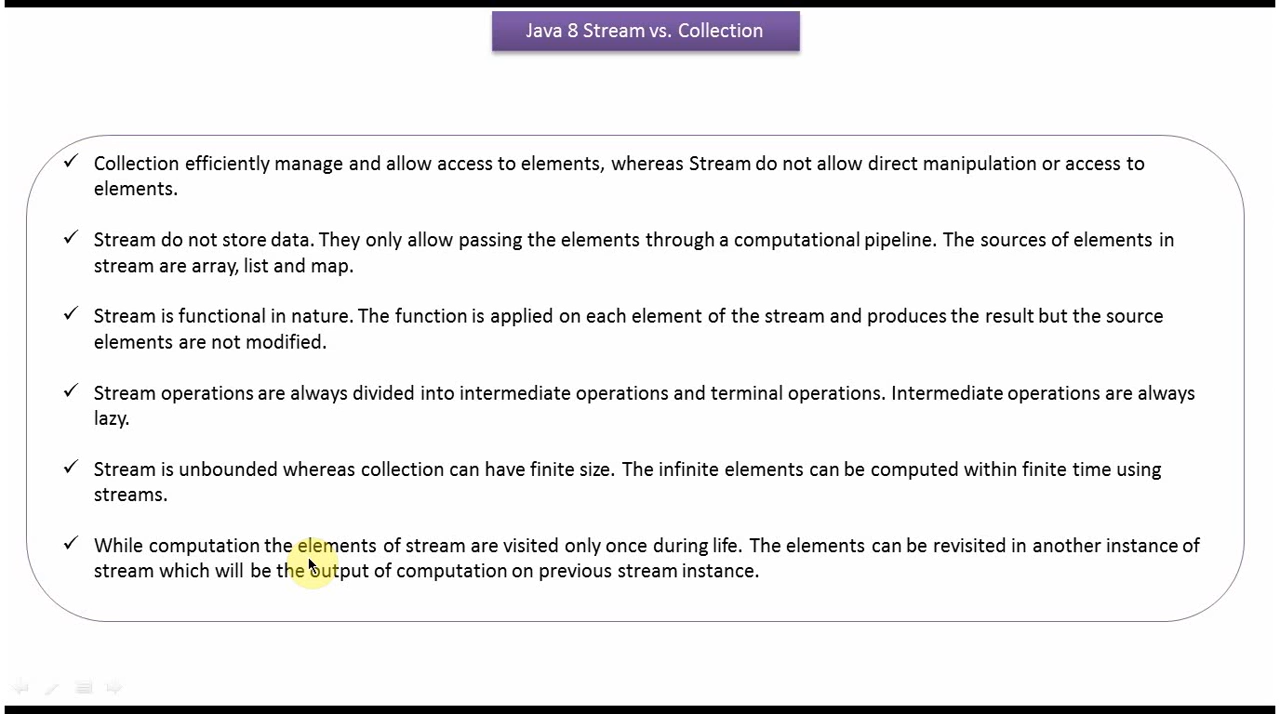 Java 8 Stream vs. Collection
✓ Collection efficiently manage and allow access to elements, whereas Stream do not allow direct manipulation or access to
elements.
✓ Stream do not store data. They only allow passing the elements through a computational pipeline. The sources of elements in
stream are array, list and map.
✓ Stream is functional in nature. The function is applied on each element of the stream and produces the result but the source
elements are not modified.
✓ Stream operations are always divided into intermediate operations and terminal operations. Intermediate operations are always
lazy.
✓ Stream is unbounded whereas collection can have finite size. The infinite elements can be computed within finite time using
streams.
✓ While computation the elements of stream are visited only once during life. The elements can be revisited in another instance of
stream which will be the output of computation on previous stream instance.